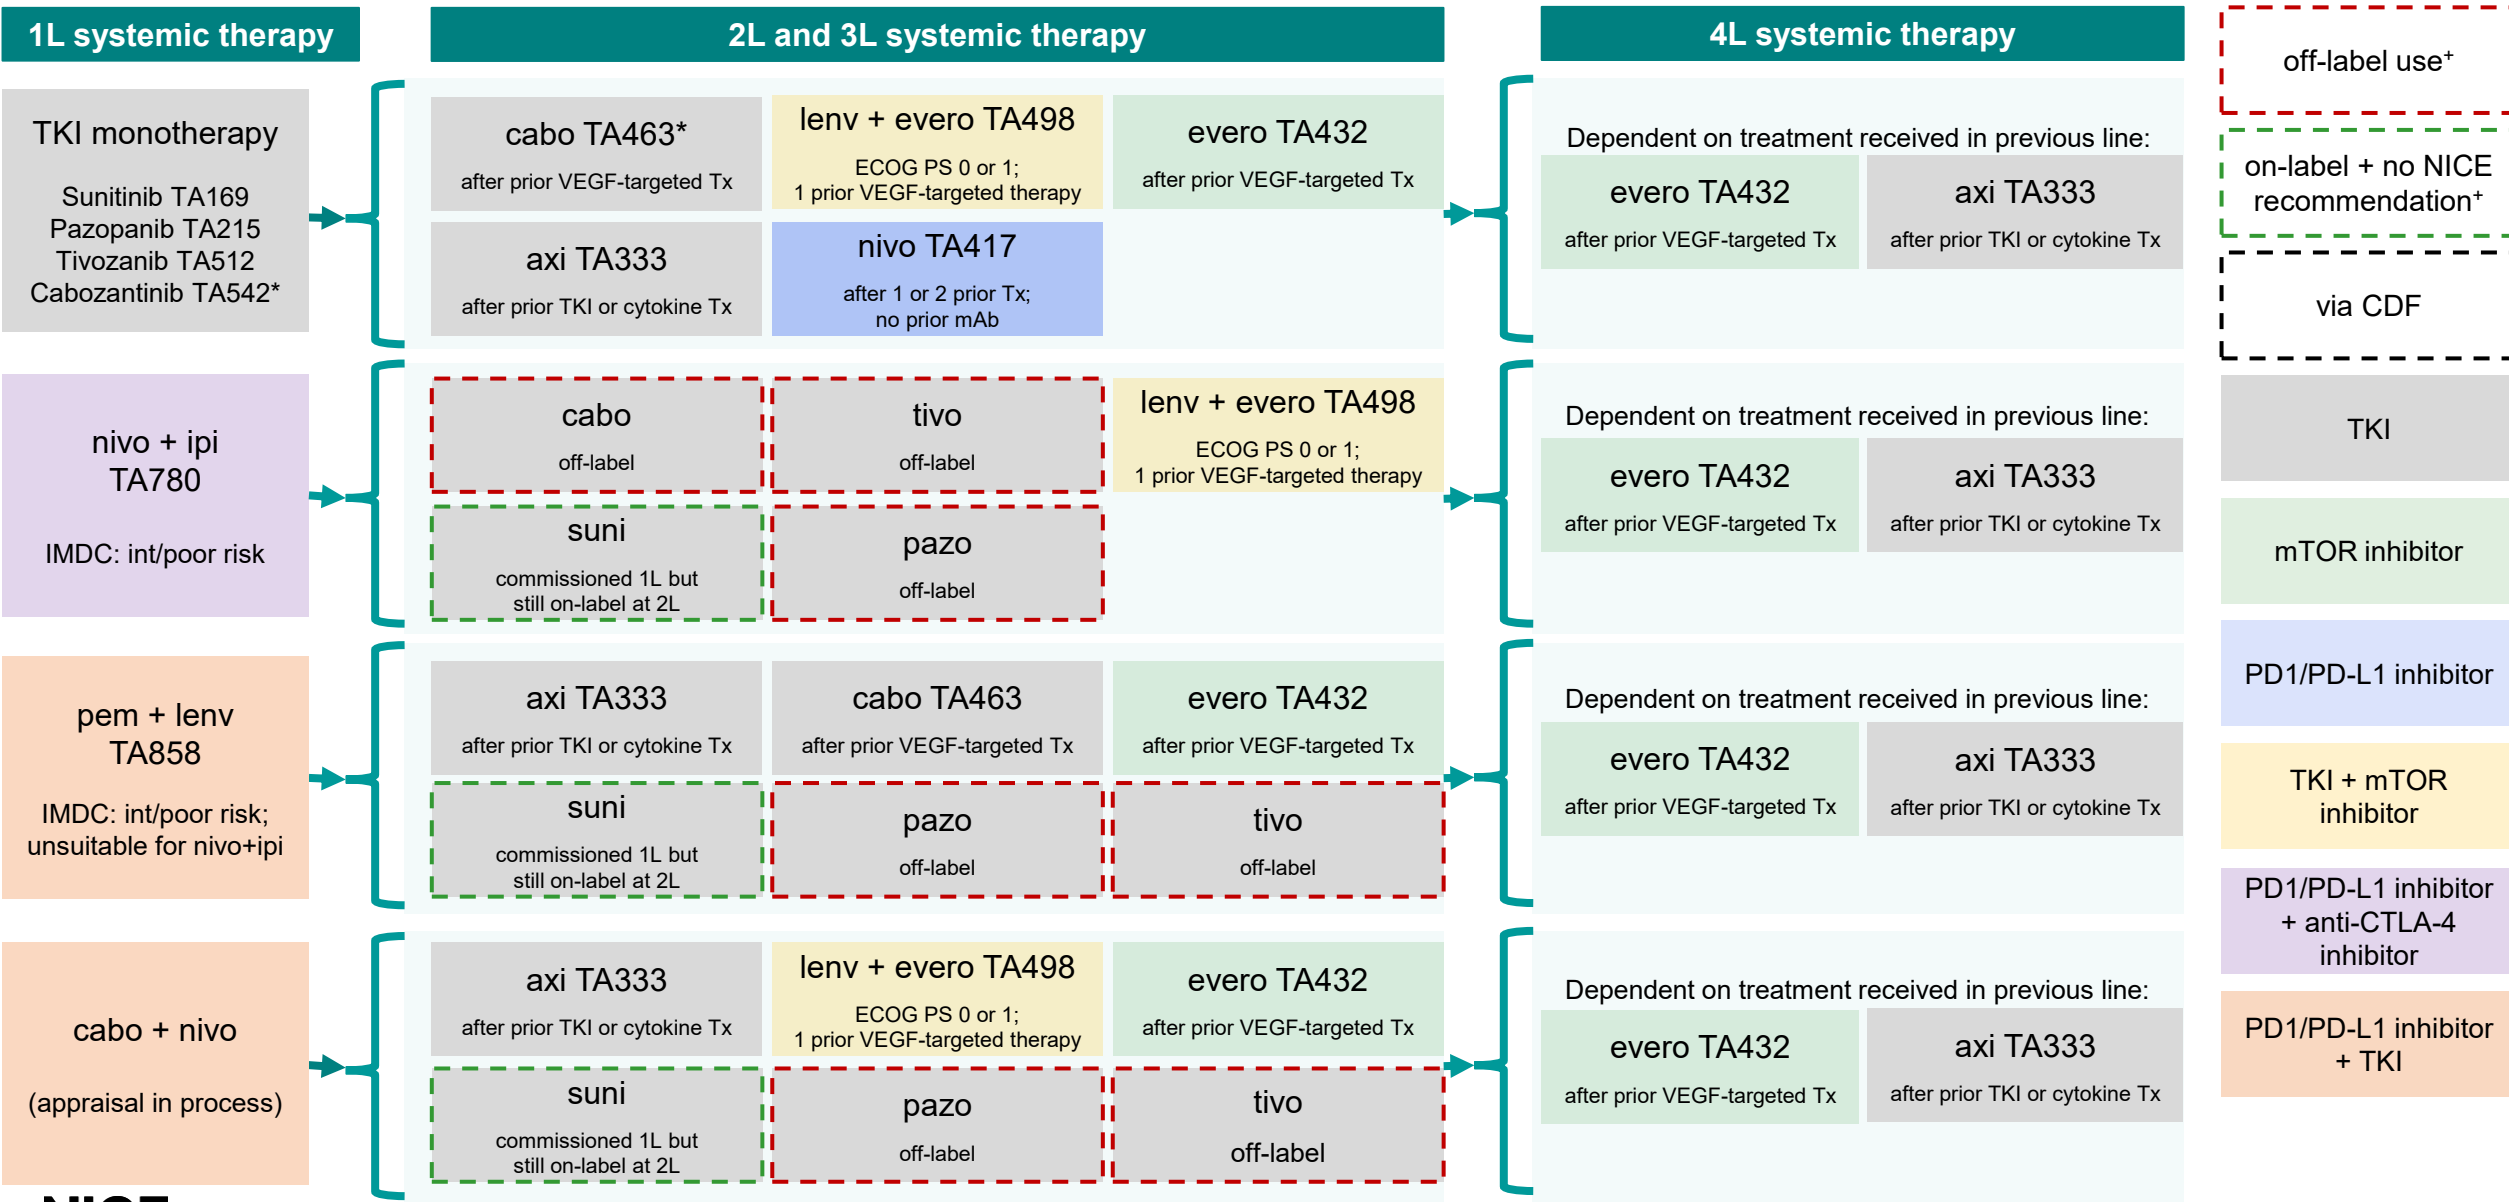 1L systemic therapy
2L and 3L systemic therapy
4L systemic therapy
TKI monotherapy
Sunitinib TA169
Pazopanib TA215
Tivozanib TA512
Cabozantinib TA542*
cabo TA463*
after prior VEGF-targeted Tx
lenv + evero TA498
ECOG PS 0 or 1;
1 prior VEGF-targeted therapy
evero TA432
after prior VEGF-targeted Tx
axi TA333
after prior TKI or cytokine Tx
nivo TA417
after 1 or 2 prior Tx;
no prior mAb
Dependent on treatment received in previous line:
evero TA432
after prior VEGF-targeted Tx
axi TA333
after prior TKI or cytokine Tx
nivo + ipi
TA780
IMDC: int/poor risk
cabo
off-label
tivo
off-label
lenv + evero TA498
ECOG PS 0 or 1;
1 prior VEGF-targeted therapy
suni
commissioned 1L but
still on-label at 2L
pazo
off-label
Dependent on treatment received in previous line:
evero TA432
after prior VEGF-targeted Tx
axi TA333
after prior TKI or cytokine Tx
pem + lenv
TA858
IMDC: int/poor risk;
unsuitable for nivo+ipi
axi TA333
after prior TKI or cytokine Tx
cabo TA463
after prior VEGF-targeted Tx
evero TA432
after prior VEGF-targeted Tx
suni
commissioned 1L but
still on-label at 2L
pazo
off-label
tivo
off-label
Dependent on treatment received in previous line:
evero TA432
after prior VEGF-targeted Tx
axi TA333
after prior TKI or cytokine Tx
cabo + nivo
(appraisal in process)
axi TA333
after prior TKI or cytokine Tx
lenv + evero TA498
ECOG PS 0 or 1;
1 prior VEGF-targeted therapy
evero TA432
after prior VEGF-targeted Tx
suni
commissioned 1L but
still on-label at 2L
pazo
off-label
tivo
off-label
Dependent on treatment received in previous line:
evero TA432
after prior VEGF-targeted Tx
axi TA333
after prior TKI or cytokine Tx
off-label use+
on-label + no NICE
recommendation+
via CDF
TKI
mTOR inhibitor
PD1/PD-L1 inhibitor
TKI + mTOR
inhibitor
PD1/PD-L1 inhibitor
+ anti-CTLA-4
inhibitor
PD1/PD-L1 inhibitor
+ TKI